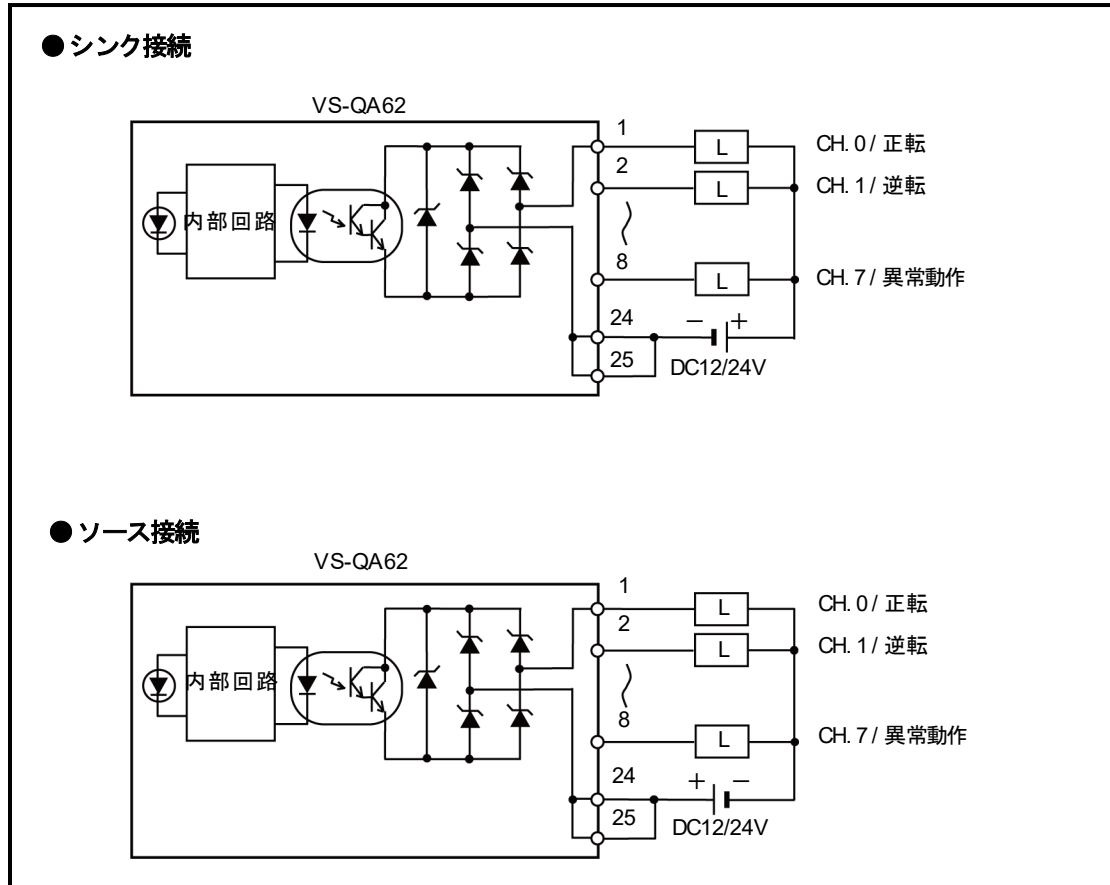 ● シンク接続
VS-QA62
内部回路
1
L
CH. 0 / 正転
2
L
CH. 1 / 逆転
8
L
CH. 7 / 異常動作
24
－ ＋
25
DC12/24V
● ソース接続
VS-QA62
内部回路
1
L
CH. 0 / 正転
2
L
CH. 1 / 逆転
8
L
CH. 7 / 異常動作
24
＋ －
25
DC12/24V